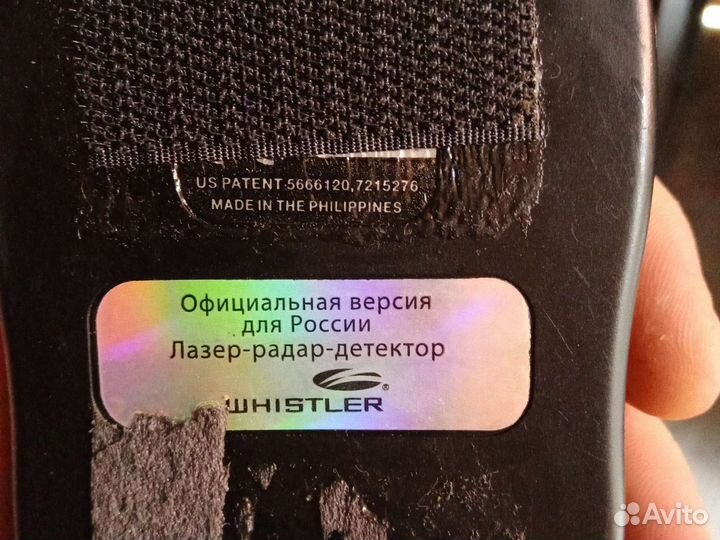 US PATENT 5666120,7215276
MADE IN THE PHILIPPINES
Официальная версия
для России
Лазер-радар-детектор
WHISTLER
Avito